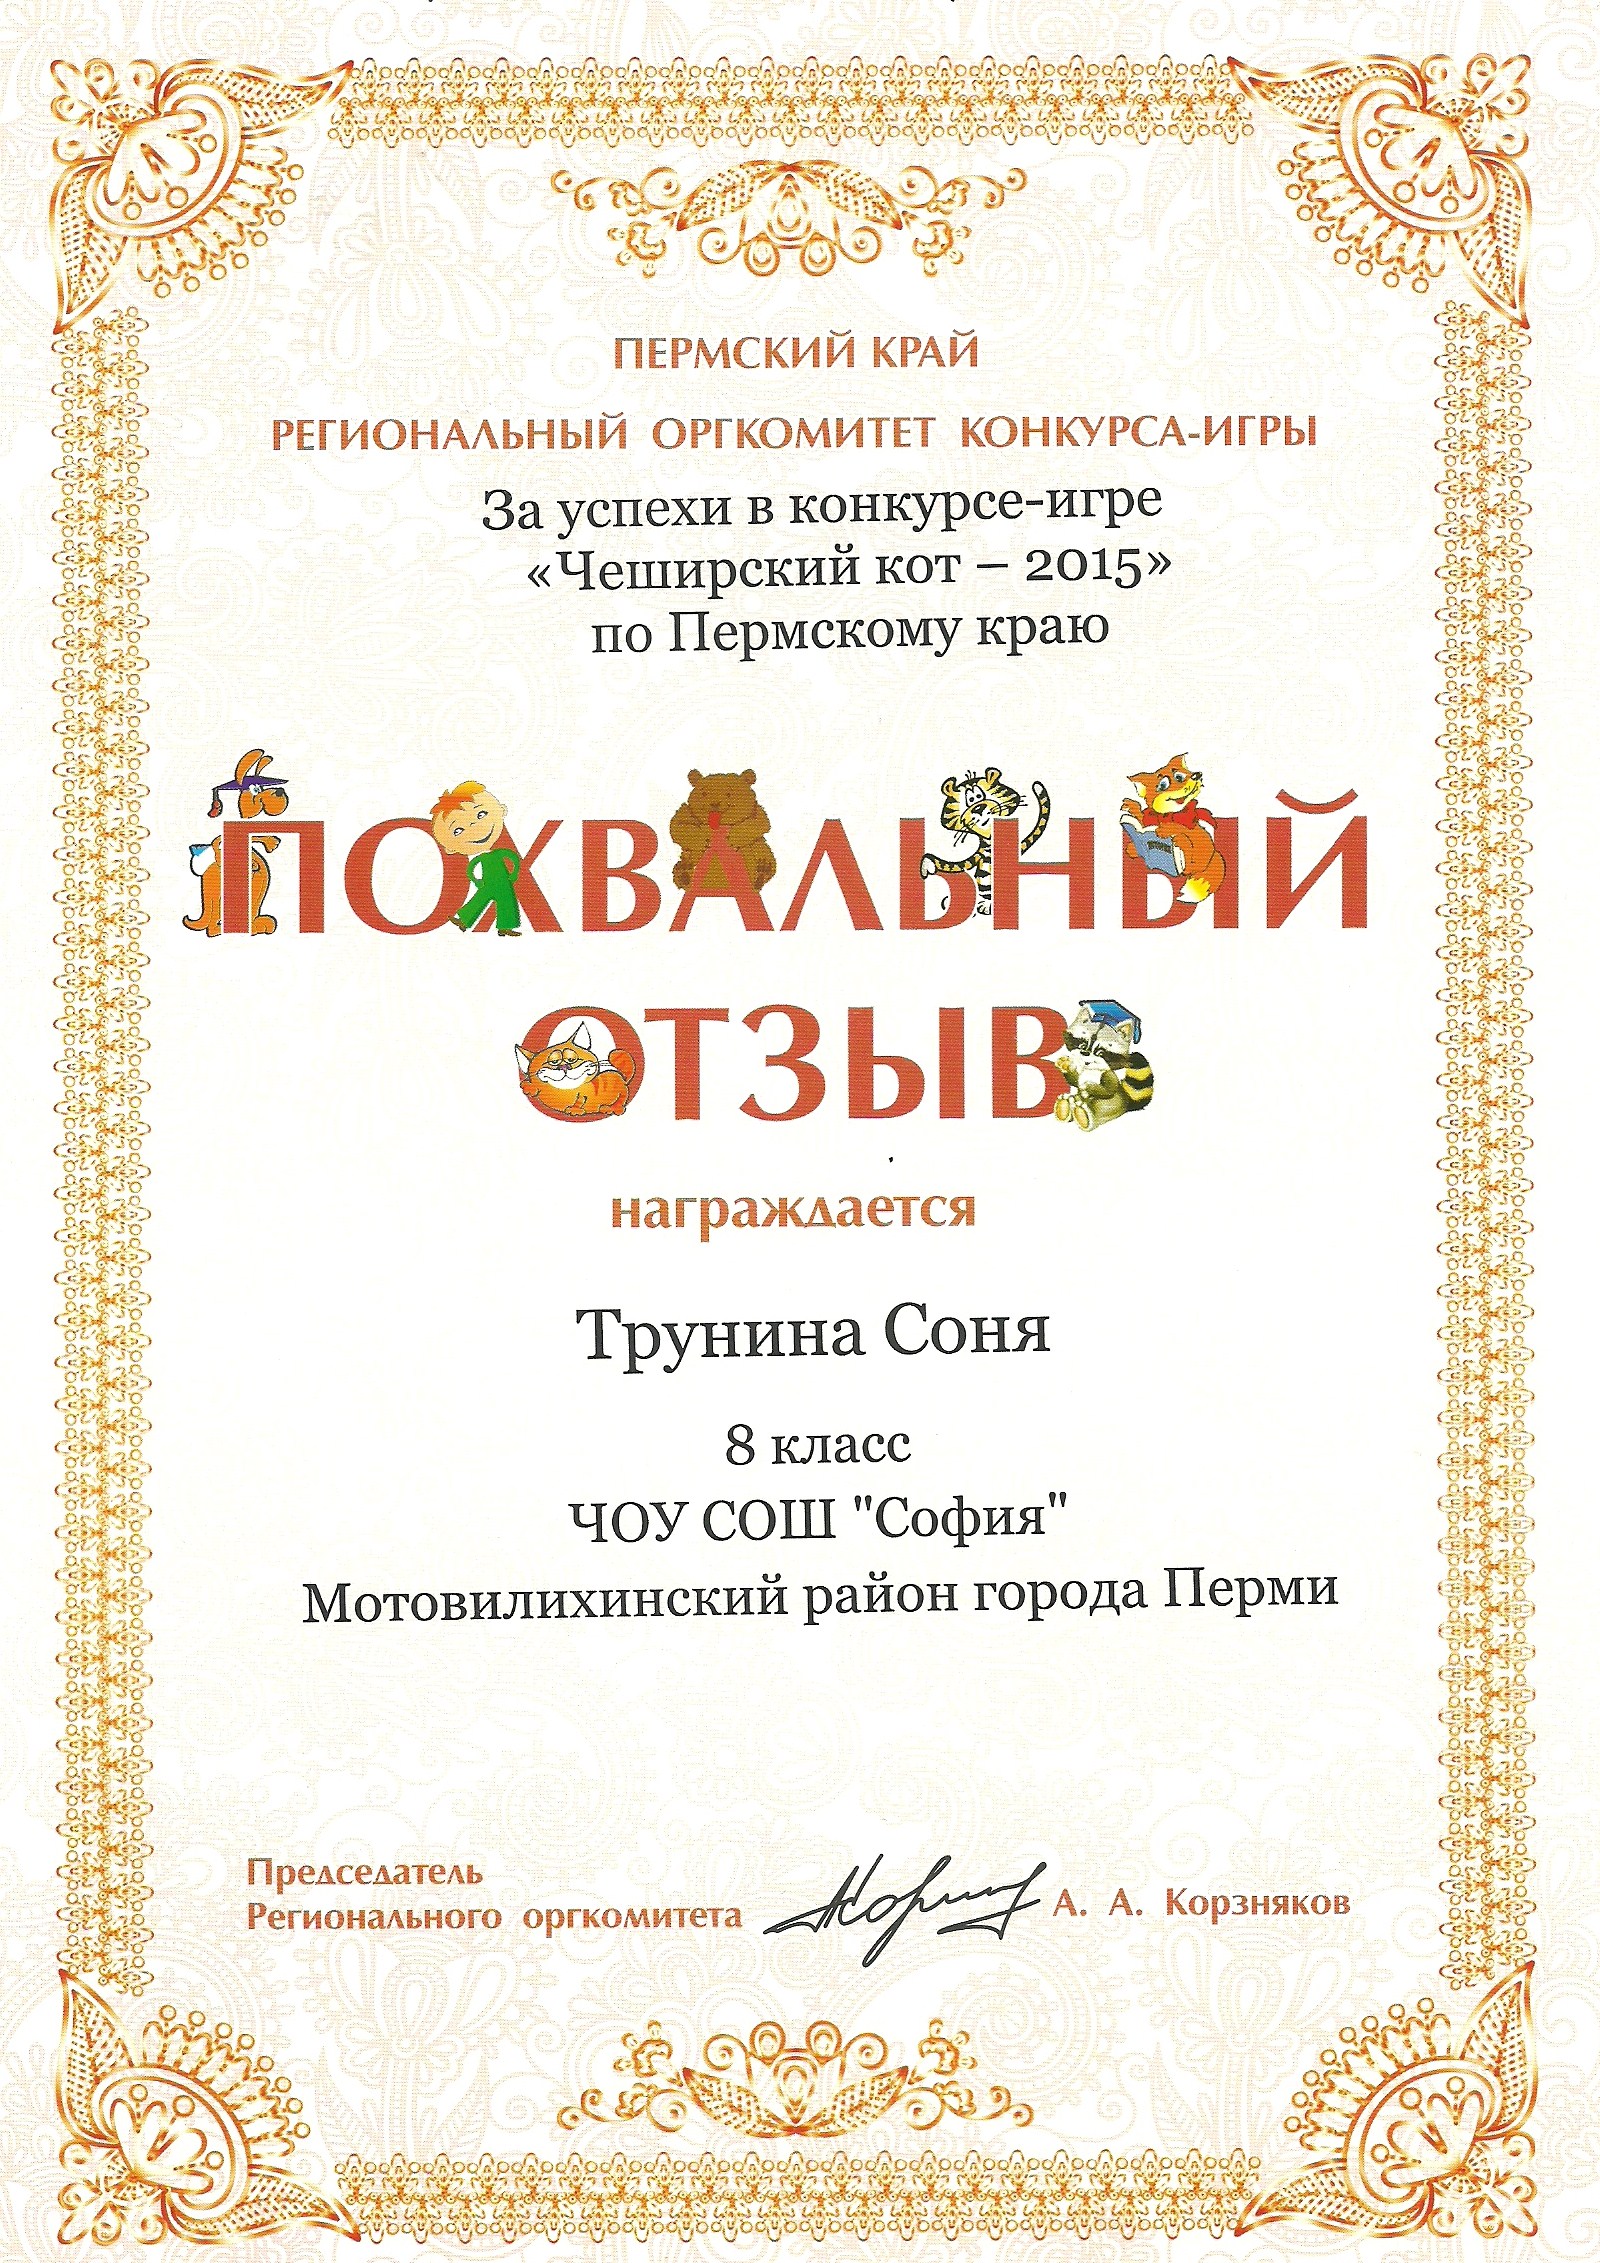 ПЕРМСКИЙ КРАЙ
РЕГИОНАЛЬНЫЙ ОРГКОМИТЕТ КОНКУРСА-ИГРЫ
За успехи в конкурсе-игре
«Чеширский кот – 2015»
по Пермскому краю
ПОХВАЛЬНЫЙ
ОТЗЫВ
награждается
Трунина Соня
8 класс
ЧОУ СОШ "София"
Мотовилихинский район города Перми
Председатель
Регионального оргкомитета А. А. Корзняков